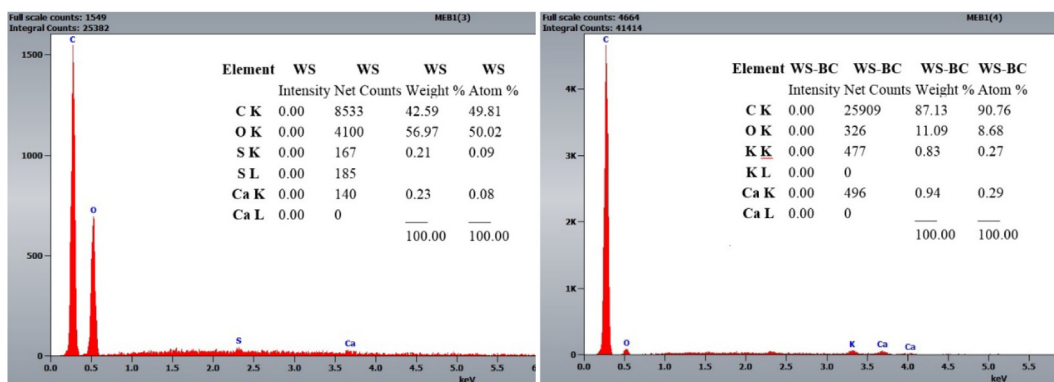 Full scale counts: 1549 MEB1(3)
Integral Counts: 25382
C
1500
1000
500
0
O
S
Ca
Element WS WS WS WS
Intensity Net Counts Weight % Atom %
C K 0.00 8533 42.59 49.81
O K 0.00 4100 56.97 50.02
S K 0.00 167 0.21 0.09
S L 0.00 185
Ca K 0.00 140 0.23 0.08
Ca L 0.00 0
100.00 100.00
0.0 0.5 1.0 1.5 2.0 2.5 3.0 3.5 4.0 4.5 5.0 5.5 6
keV
Full scale counts: 4664 MEB1(4)
Integral Counts: 41414
C
4K
3K
2K
1K
0
O
K
Ca
Ca
Element WS-BC WS-BC WS-BC WS-BC
Intensity Net Counts Weight % Atom %
C K 0.00 25909 87.13 90.76
O K 0.00 326 11.09 8.68
K K 0.00 477 0.83 0.27
K L 0.00 0
Ca K 0.00 496 0.94 0.29
Ca L 0.00 0
100.00 100.00
0.0 0.5 1.0 1.5 2.0 2.5 3.0 3.5 4.0 4.5 5.0 5.5
keV